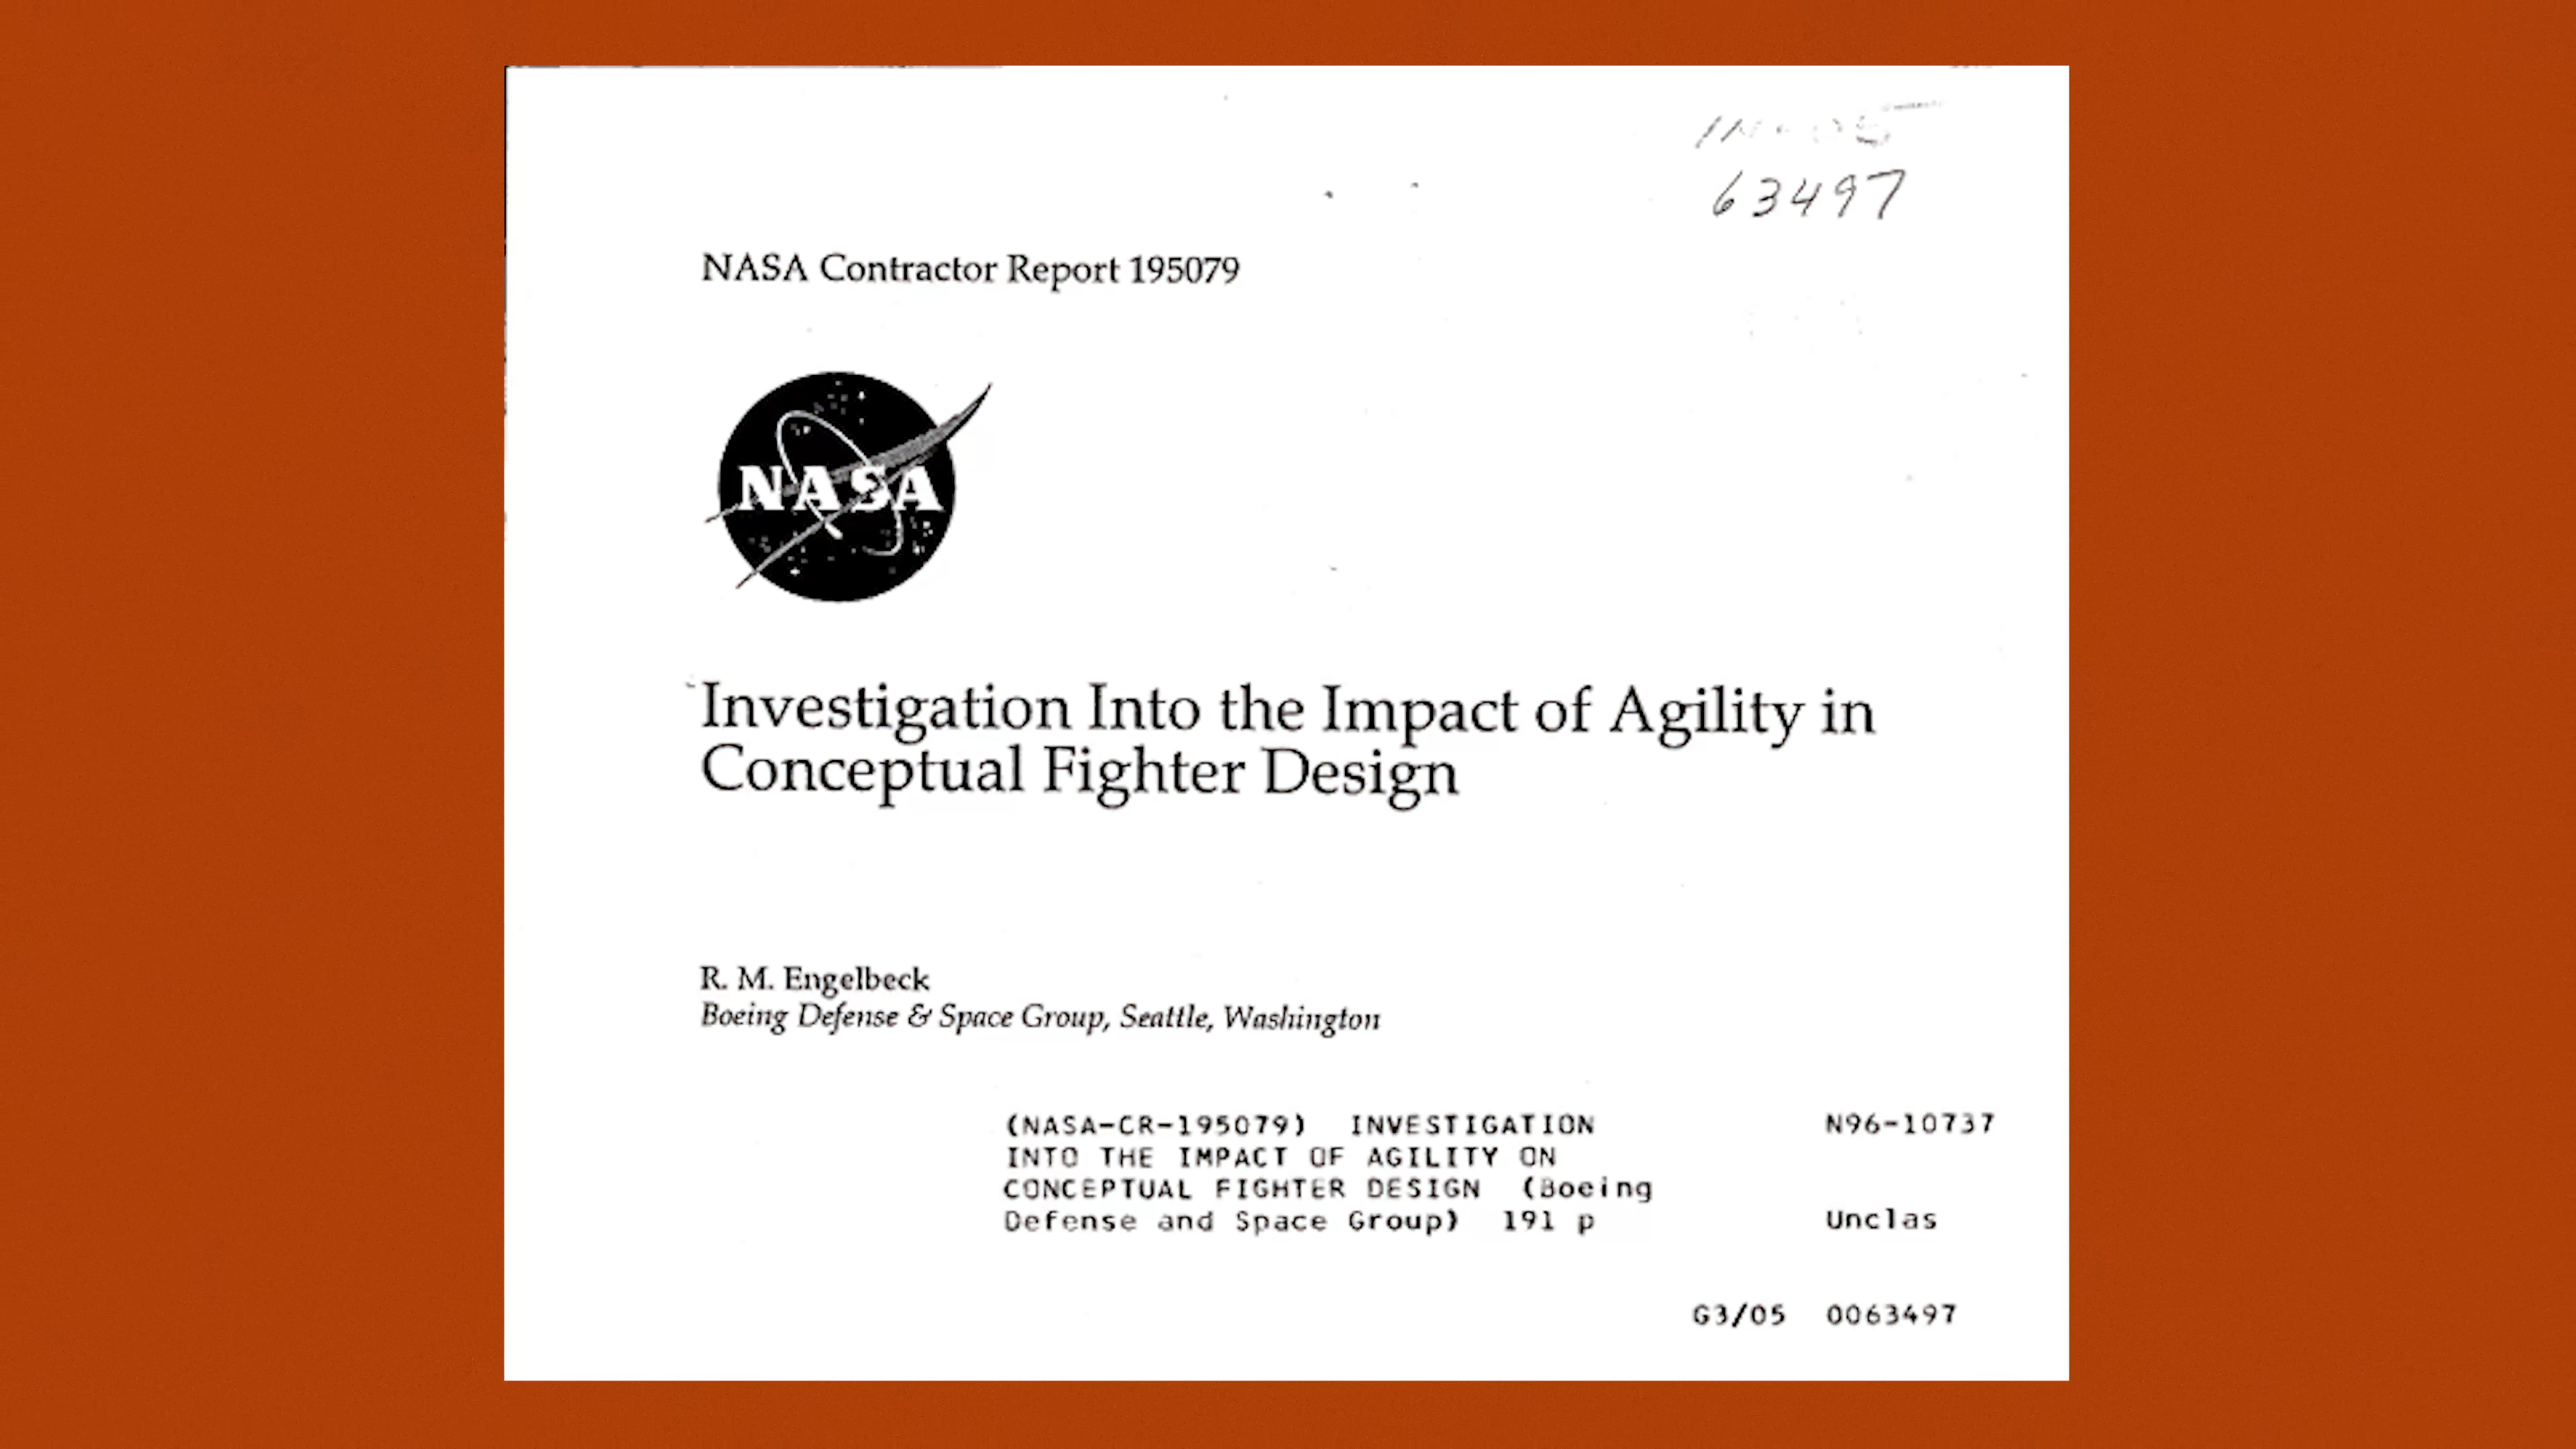 63497
NASA Contractor Report 195079
NASA
Investigation Into the Impact of Agility in
Conceptual Fighter Design
R. M. Engelbeck
Boeing Defense & Space Group, Seattle, Washington
(NASA-CR-195079) INVESTIGATION N96-10737
INTO THE IMPACT OF AGILITY ON
CONCEPTUAL FIGHTER DESIGN (Boeing
Defense and Space Group) 191 p Unclas
G3/05 0063497